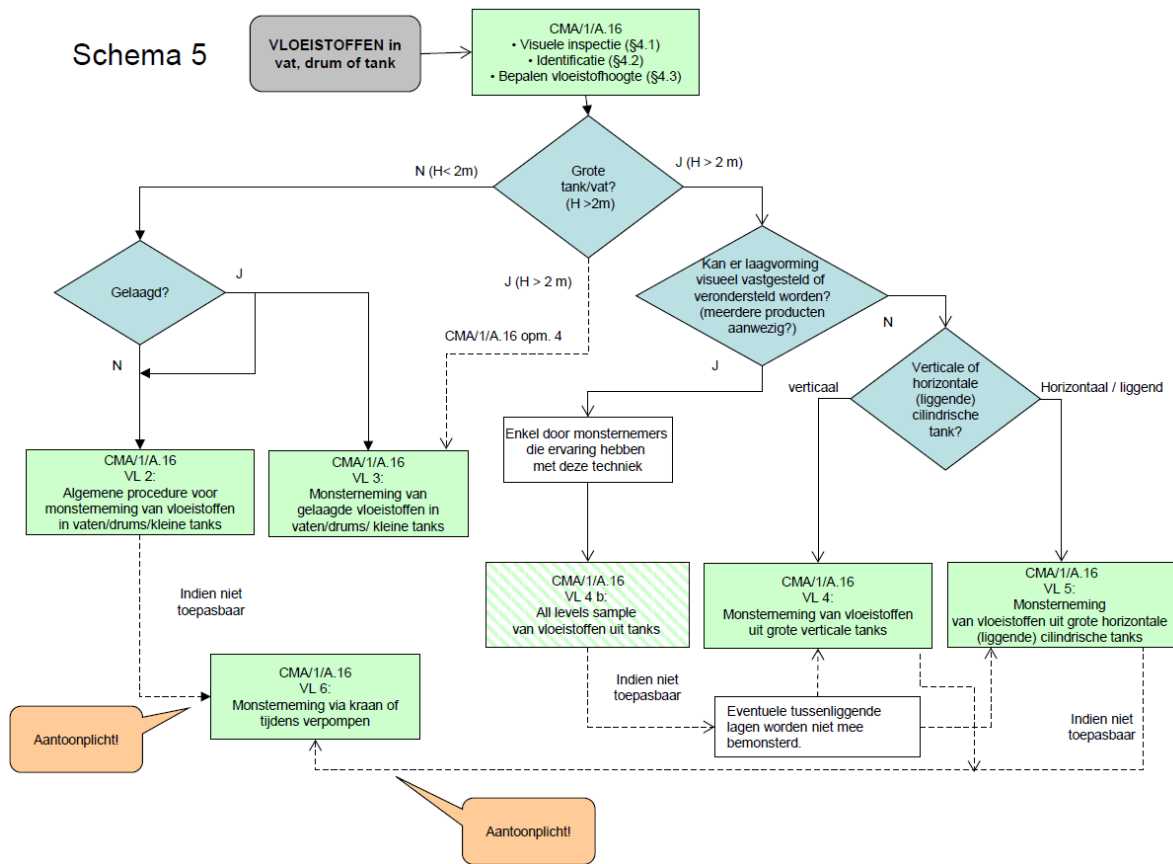 Schema 5
VLOEISTOFFEN in
vat, drum of tank
CMA/1/A.16
• Visuele inspectie (§4.1)
• Identificatie (§4.2)
• Bepalen vloeistofhoogte (§4.3)
N (H< 2m)
Grote
tank/vat?
(H >2m)
J (H > 2 m)
Gelaagd?
J
N
J (H > 2 m)
CMA/1/A.16 opm. 4
Kan er laagvorming
visueel vastgesteld of
verondersteld worden?
(meerdere producten
aanwezig?)
N
J
verticaal
Verticale of
horizontale
(liggende)
cilindrische
tank?
Horizontaal / liggend
Enkel door monsternemers
die ervaring hebben
met deze techniek
CMA/1/A.16
VL 2:
Algemene procedure voor
monsterneming van vloeistoffen
in vaten/drums/kleine tanks
CMA/1/A.16
VL 3:
Monsterneming van
gelaagde vloeistoffen in
vaten/drums/ kleine tanks
CMA/1/A.16
VL 4 b:
All levels sample
van vloeistoffen uit tanks
CMA/1/A.16
VL 4:
Monsterneming van vloeistoffen
uit grote verticale tanks
CMA/1/A.16
VL 5:
Monsterneming
van vloeistoffen uit grote horizontale
(liggende) cilindrische tanks
Indien niet
toepasbaar
CMA/1/A.16
VL 6:
Monsterneming via kraan of
tijdens verpompen
Indien niet
toepasbaar
Eventuele tussenliggende
lagen worden niet mee
bemonsterd.
Indien niet
toepasbaar
Aantoonplicht!
Aantoonplicht!